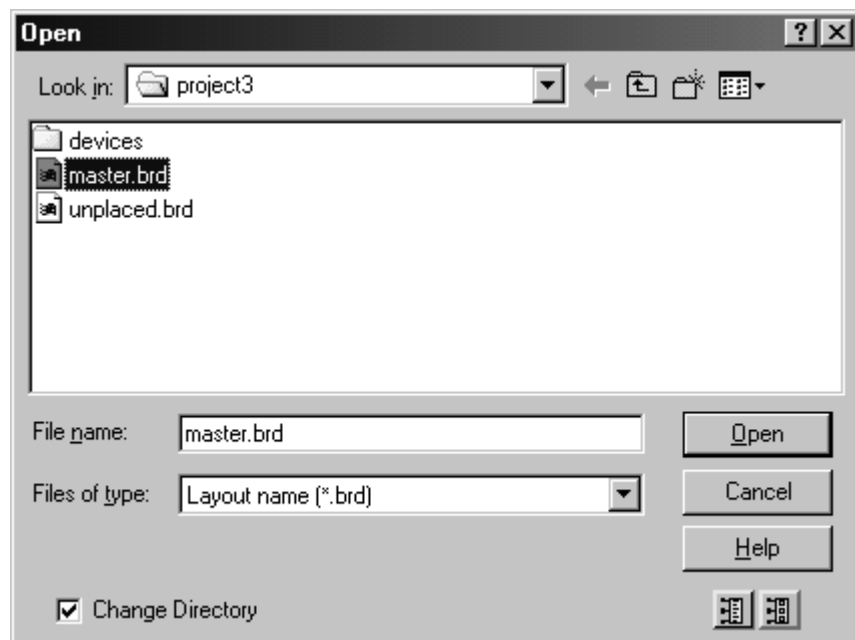 Open
Look in: project3
devices
master.brd
unplaced.brd
File name: master.brd Open
Files of type: Layout name (*.brd) Cancel
Help
Change Directory